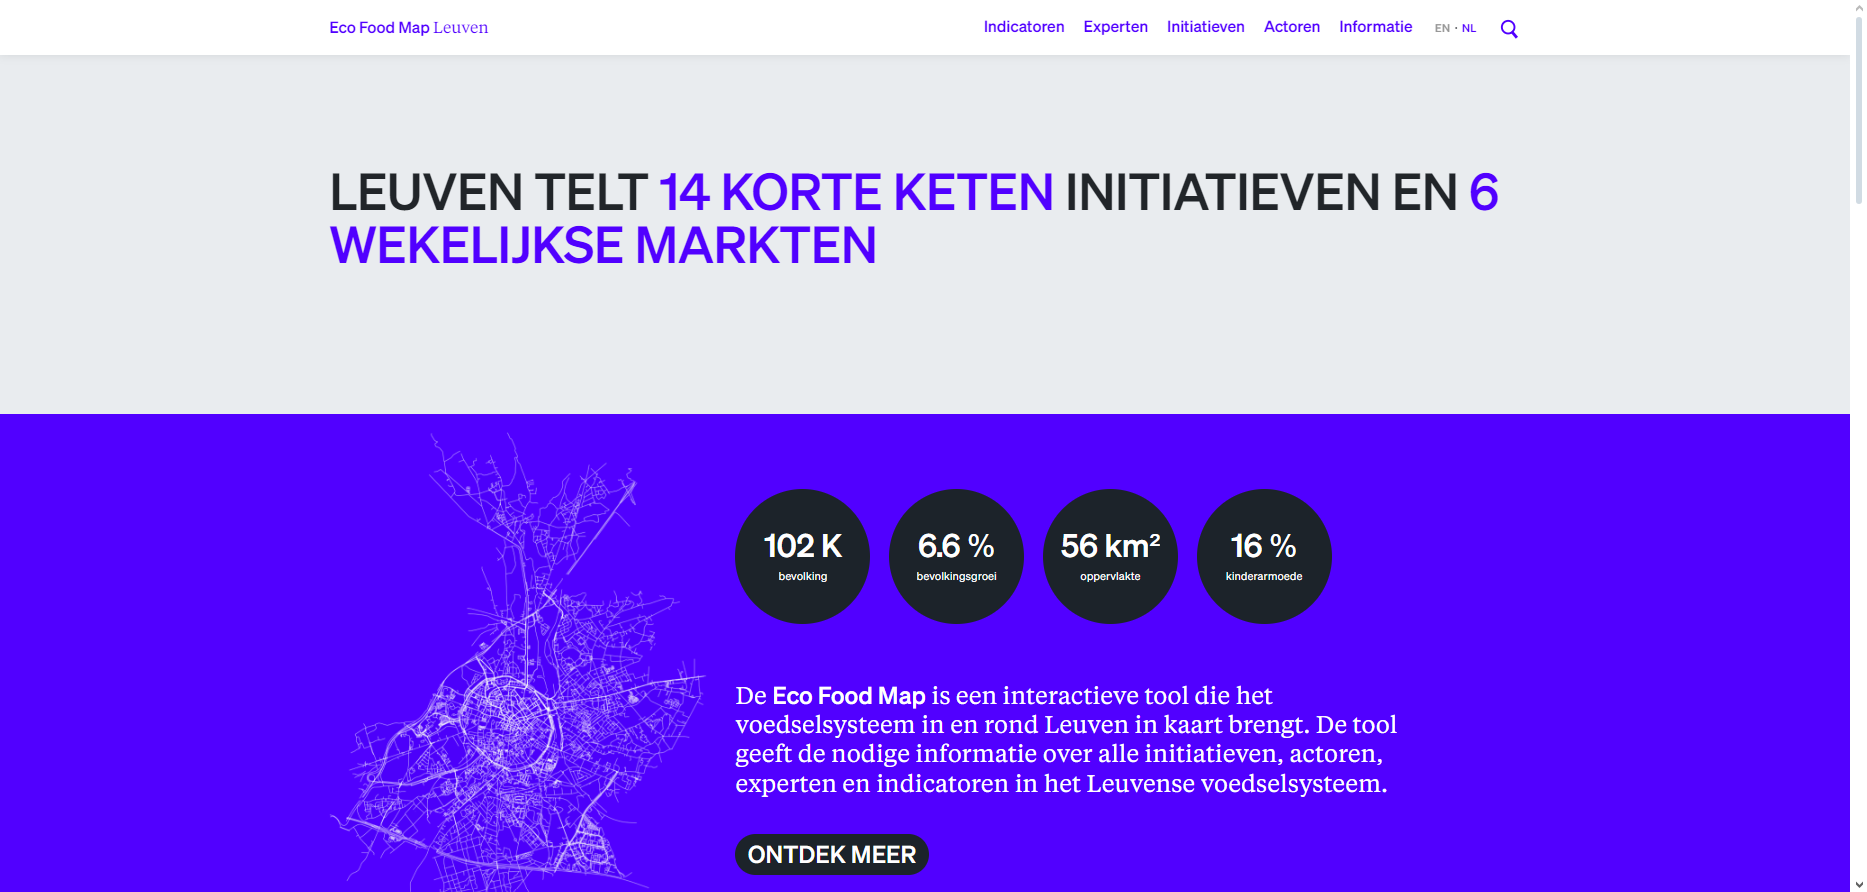 Eco Food Map Leuven
Indicatoren Experten Initiatieven Actoren Informatie EN · NL
LEUVEN TELT 14 KORTE KETEN INITIATIEVEN EN 6
WEKELIJKSE MARKTEN
102 K 6.6 % 56 km² 16 %
bevolking bevolkingsgroei oppervlakte kinderarmoede
De Eco Food Map is een interactieve tool die het
voedselsysteem in en rond Leuven in kaart brengt. De tool
geeft de nodige informatie over alle initiatieven, actoren,
experten en indicatoren in het Leuvense voedselsysteem.
ONTDEK MEER